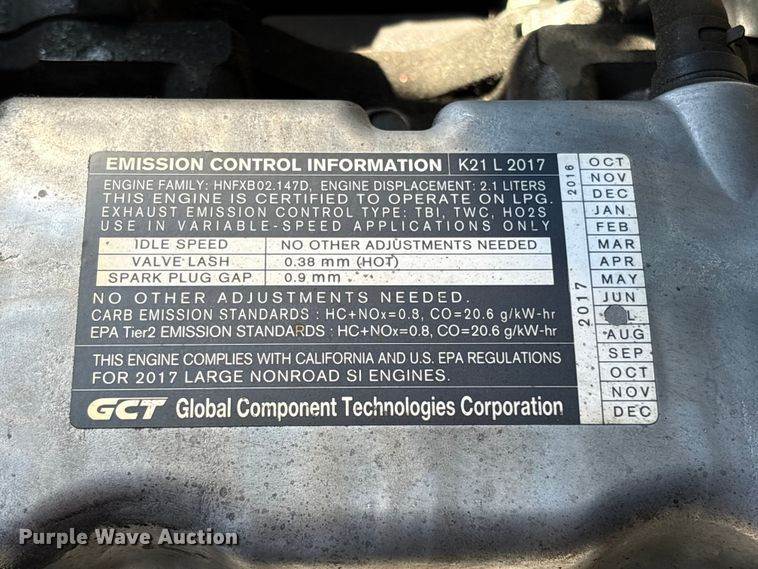 EMISSION CONTROL INFORMATION K21 L 2017
ENGINE FAMILY: HNFXB02.147D, ENGINE DISPLACEMENT: 2.1 LITERS
THIS ENGINE IS CERTIFIED TO OPERATE ON LPG.
EXHAUST EMISSION CONTROL TYPE: TBI, TWC, HO2S
USE IN VARIABLE-SPEED APPLICATIONS ONLY
IDLE SPEED NO OTHER ADJUSTMENTS NEEDED
VALVE LASH 0.38 mm (HOT)
SPARK PLUG GAP 0.9 mm
NO OTHER ADJUSTMENTS NEEDED.
CARB EMISSION STANDARDS : HC+NOx=0.8, CO=20.6 g/kW-hr
EPA Tier2 EMISSION STANDARDS : HC+NOx=0.8, CO=20.6 g/kW-hr
THIS ENGINE COMPLIES WITH CALIFORNIA AND U.S. EPA REGULATIONS
FOR 2017 LARGE NONROAD SI ENGINES.
GCT Global Component Technologies Corporation
2016
OCT
NOV
DEC
2017
JAN
FEB
MAR
APR
MAY
JUN
L
AUG
SEP
OCT
NOV
DEC
Purple Wave Auction